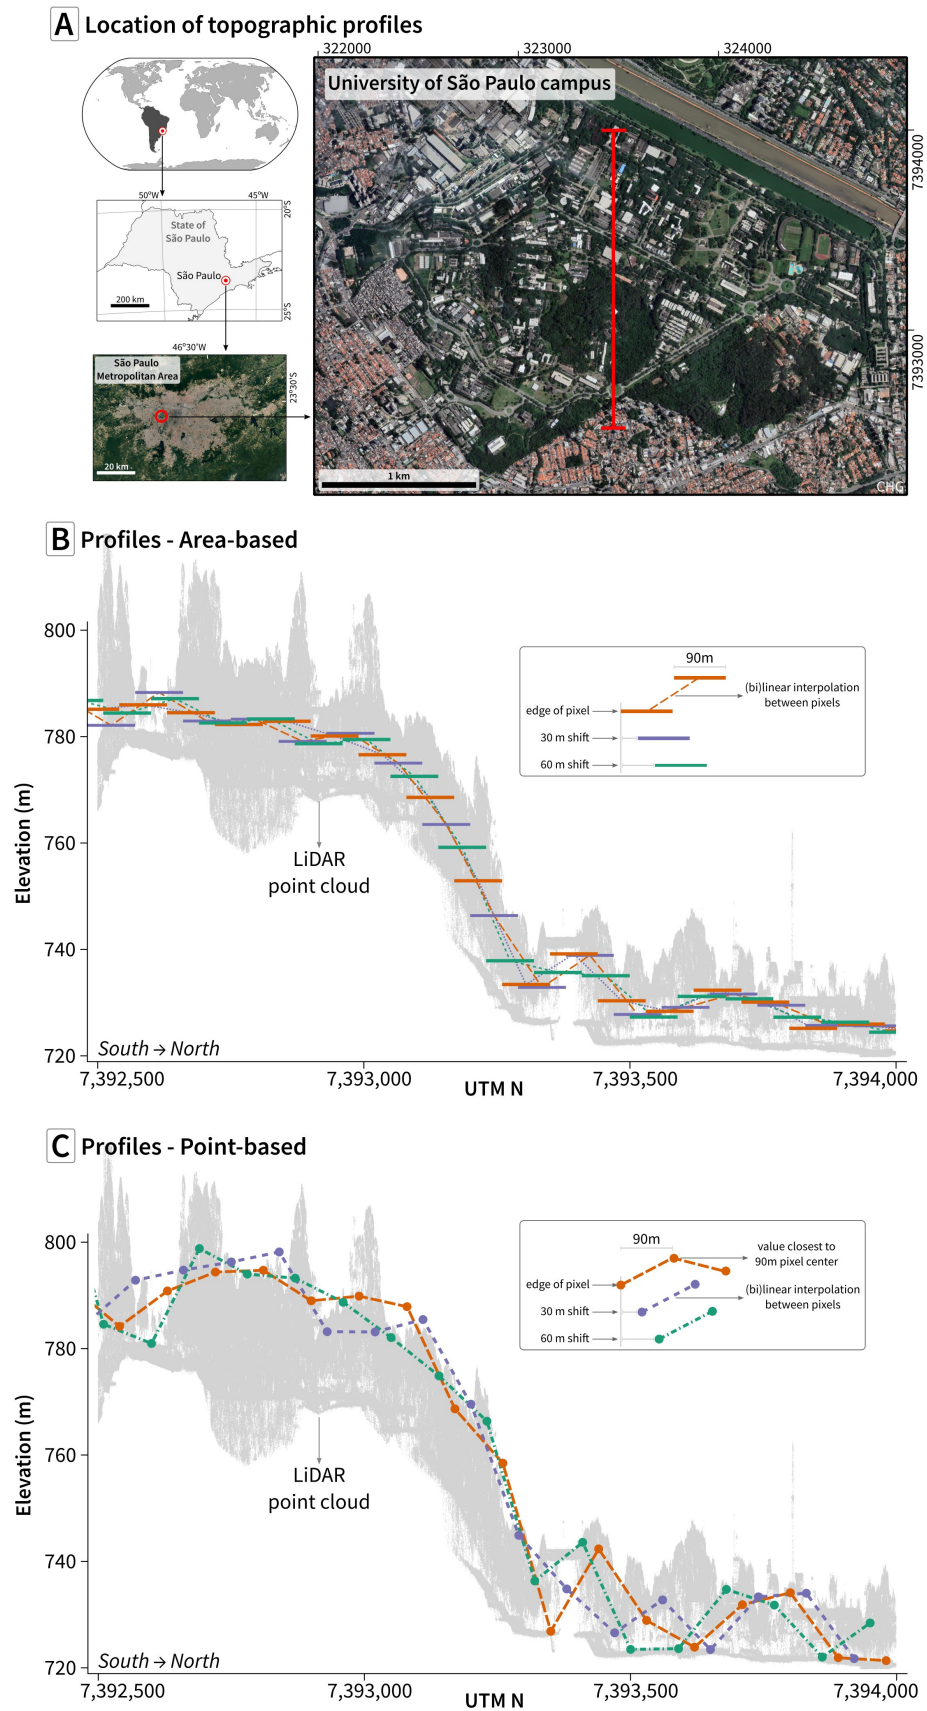 A Location of topographic profiles
322000 323000 324000
University of São Paulo campus
7394000
7393000
50°W 45°W
20°S
25°S
State of
São Paulo
São Paulo
200 km
46°30'W
23°30'S
São Paulo
Metropolitan Area
20 km
1 km
CHG
B Profiles - Area-based
800
780
760
740
720
Elevation (m)
90m
(bi)linear interpolation
between pixels
edge of pixel
30 m shift
60 m shift
LiDAR
point cloud
South → North
7,392,500 7,393,000 7,393,500 7,394,000
UTM N
C Profiles - Point-based
800
780
760
740
720
Elevation (m)
90m
value closest to
90m pixel center
edge of pixel
(bi)linear interpolation
between pixels
30 m shift
60 m shift
LiDAR
point cloud
South → North
7,392,500 7,393,000 7,393,500 7,394,000
UTM N